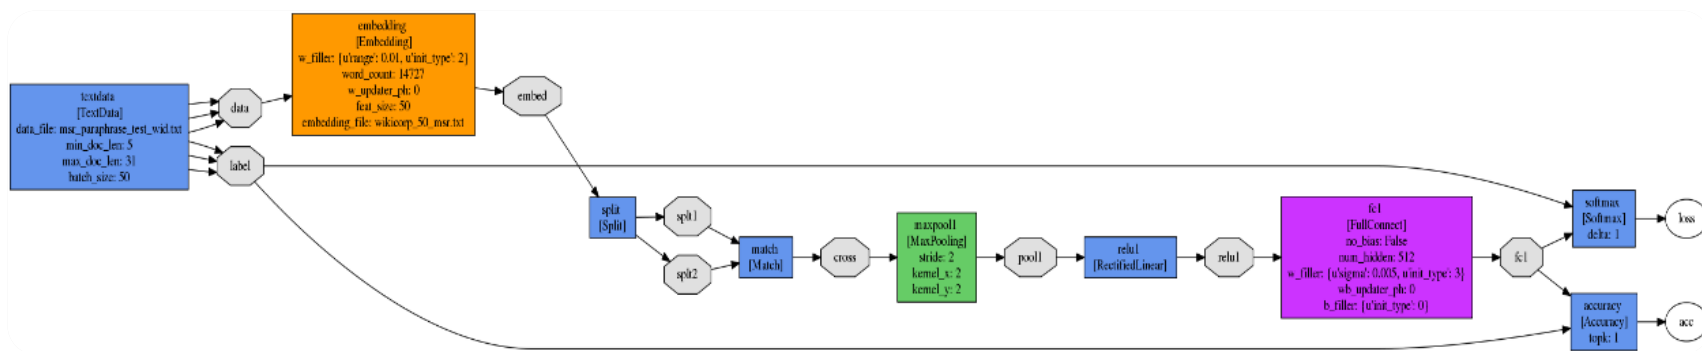 textdata
[TextData]
data_file: msr_paraphrase_test_wid.txt
min_doc_len: 5
max_doc_len: 31
batch_size: 50
data
label
embedding
[Embedding]
w_filler: {u'range': 0.01, u'init_type': 2}
word_count: 14727
w_updater_ph: 0
feat_size: 50
embedding_file: wikicorp_50_msr.txt
embed
split
[Split]
splt1
splt2
match
[Match]
cross
maxpool1
[MaxPooling]
stride: 2
kernel_x: 2
kernel_y: 2
pool1
relu1
[RectifiedLinear]
relu1
fc1
[FullConnect]
no_bias: False
num_hidden: 512
w_filler: {u'sigma': 0.005, u'init_type': 3}
wb_updater_ph: 0
b_filler: {u'init_type': 0}
fc1
softmax
[Softmax]
delta: 1
loss
accuracy
[Accuracy]
topk: 1
acc